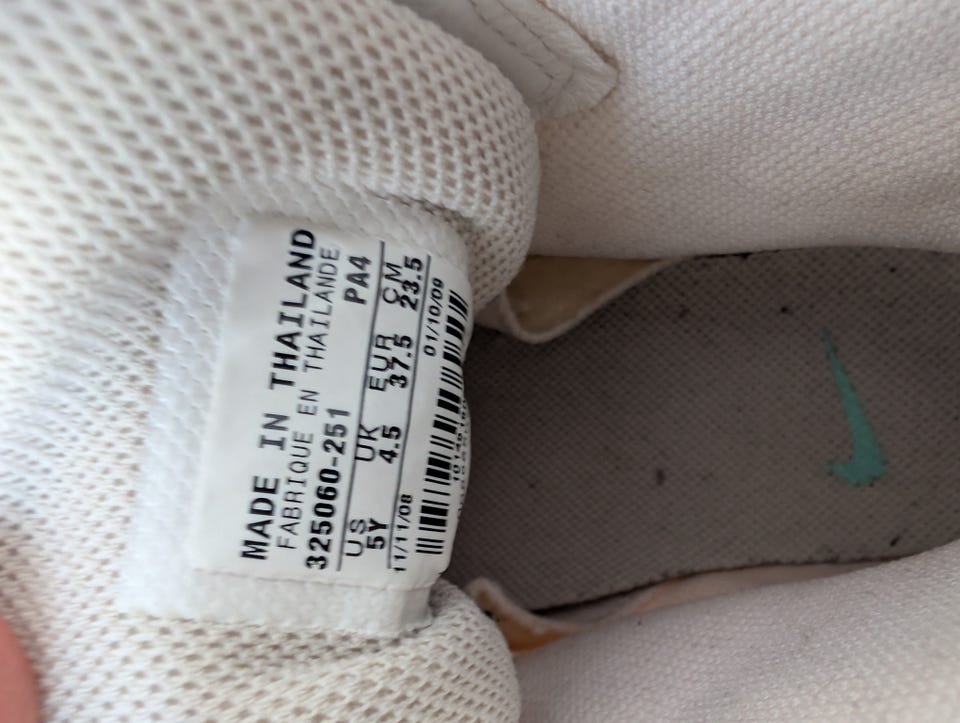 MADE IN THAILAND
FABRIQUE EN THAILANDE
325060-251 PA4
US UK EUR CM
5Y 4.5 37.5 23.5
11/11/08 01/10/09